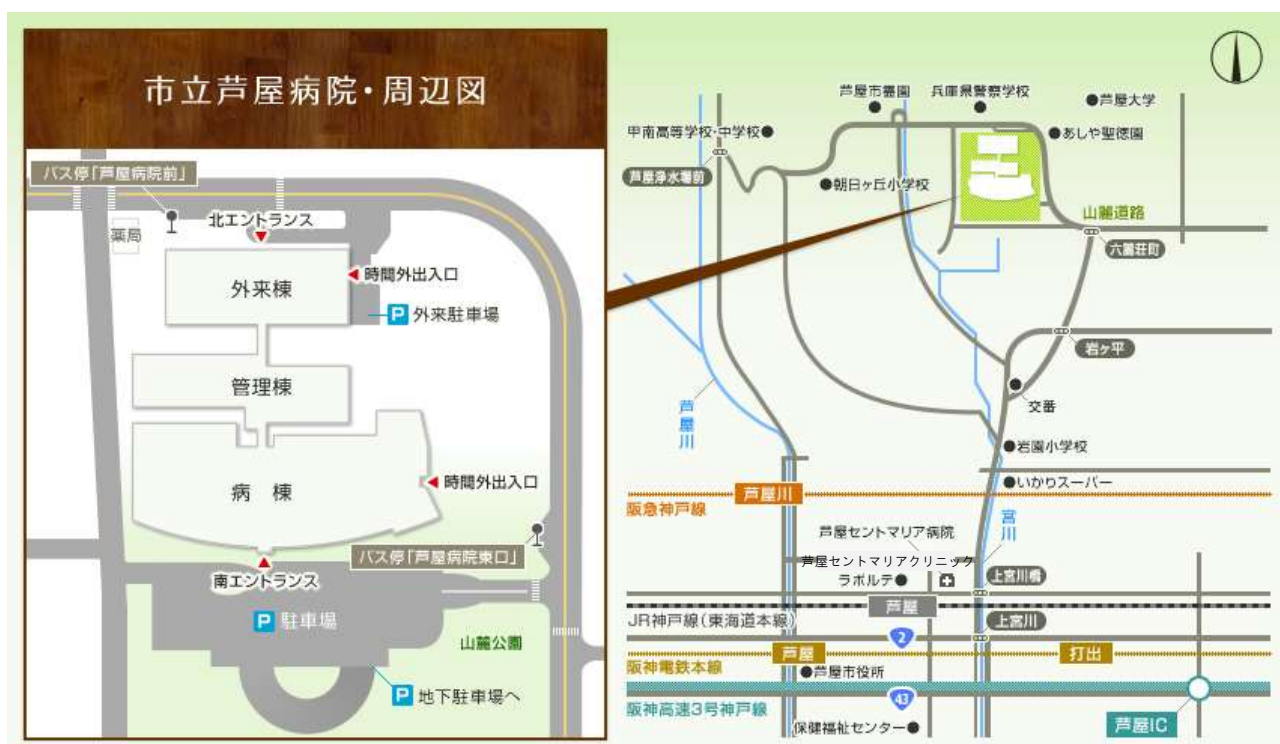 市立芦屋病院・周辺図
バス停「芦屋病院前」
薬局
北エントランス
外来棟
時間外出入口
P 外来駐車場
管理棟
病 棟
時間外出入口
バス停「芦屋病院東口」
南エントランス
P 駐車場
山麓公園
P 地下駐車場へ
芦屋市霊園
兵庫県警察学校
芦屋大学
甲南高等学校・中学校
あしや聖徳園
芦屋浄水場前
朝日ヶ丘小学校
山麓道路
六麓荘町
岩ヶ平
交番
芦屋川
岩園小学校
いかりスーパー
芦屋川
阪急神戸線
宮川
芦屋セントマリア病院
芦屋セントマリアクリニック
ラポルテ
上宮川橋
芦屋
JR神戸線(東海道本線)
上宮川
2
芦屋
打出
阪神電鉄本線
芦屋市役所
43
阪神高速3号神戸線
芦屋IC
保健福祉センター